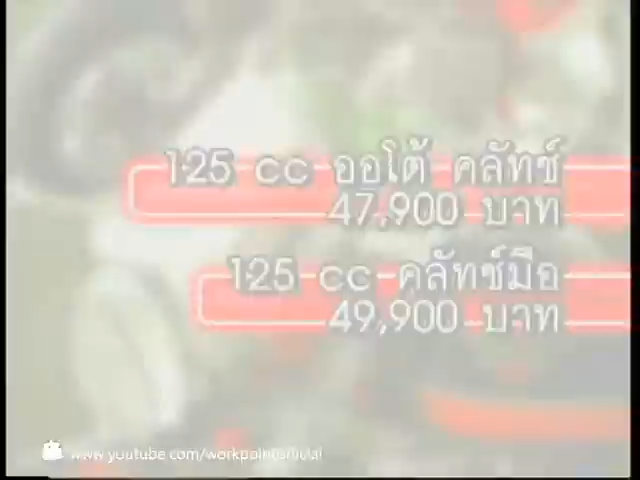 125 cc ออโต้ คลัทช์
47,900 บาท
125 cc คลัทช์มือ
49,900 บาท
www.youtube.com/workpointofficial